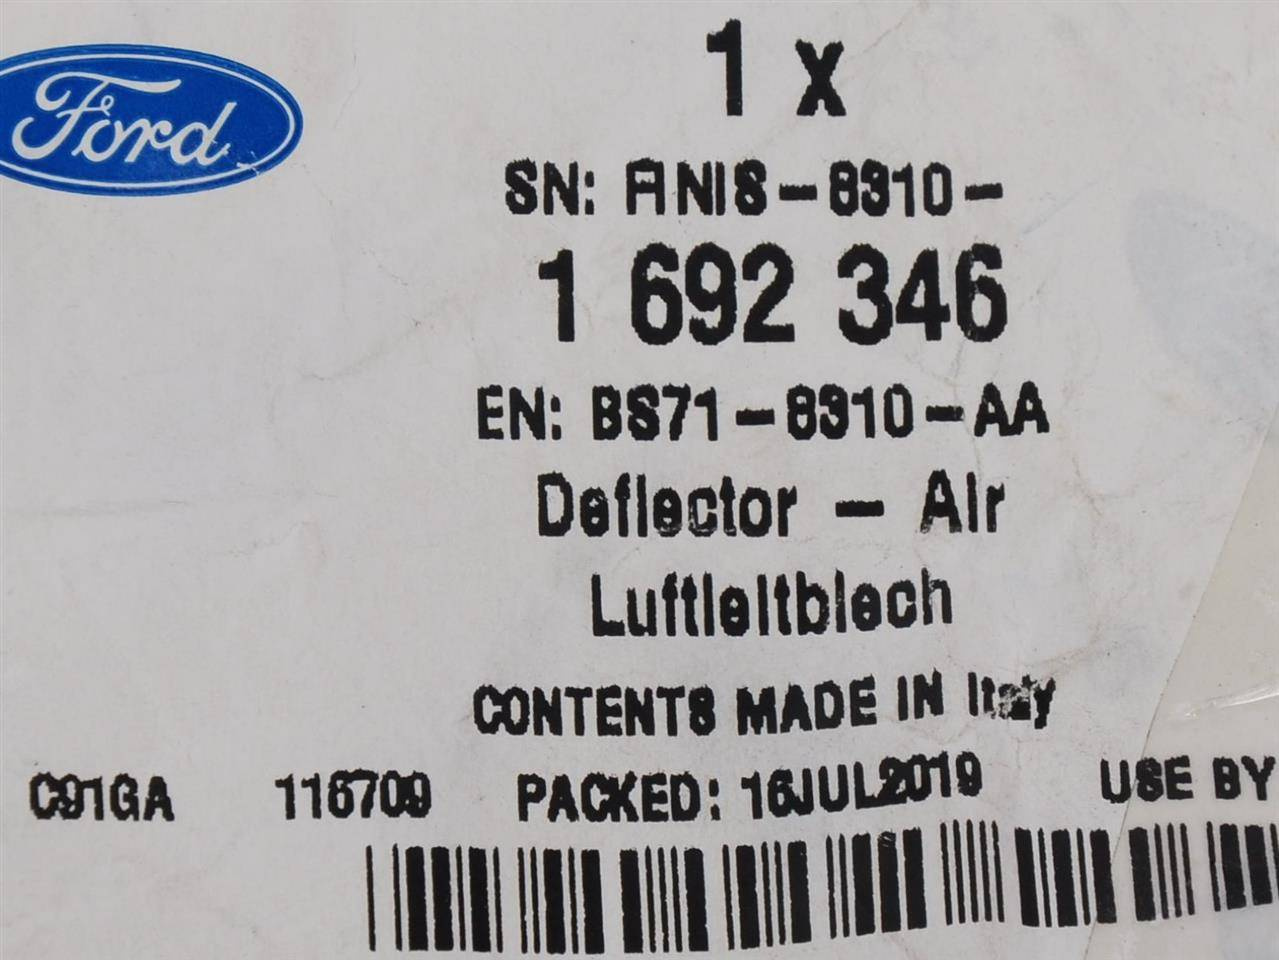 Ford
1 x
SN: FINIS-8310-
1 692 346
EN: BS71-8310-AA
Deflector - Air
Luftleitblech
CONTENTS MADE IN Italy
C91GA 116709 PACKED: 16JUL2019 USE BY